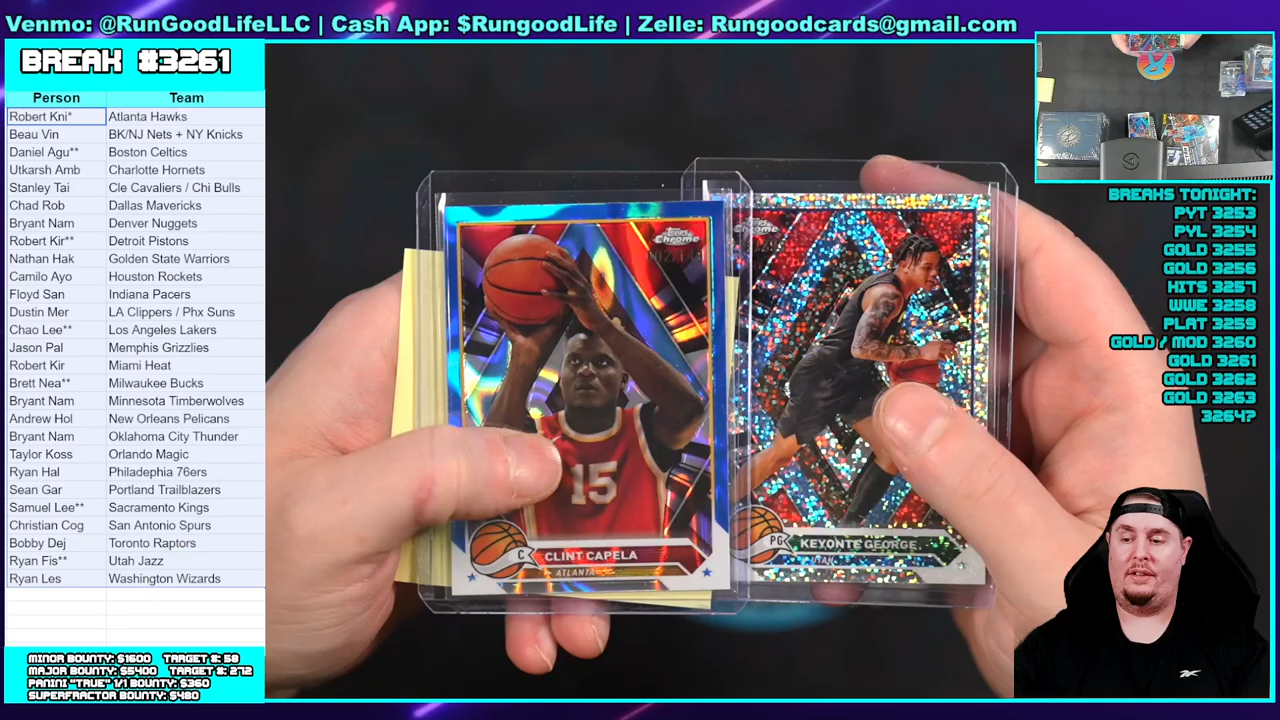 Venmo: @RunGoodLifeLLC | Cash App: $RungoodLife | Zelle: Rungoodcards@gmail.com
BREAK #3261
Person Team
Robert Kni* Atlanta Hawks
Beau Vin BK/NJ Nets + NY Knicks
Daniel Agu** Boston Celtics
Utkarsh Amb Charlotte Hornets
Stanley Tai Cle Cavaliers / Chi Bulls
Chad Rob Dallas Mavericks
Bryant Nam Denver Nuggets
Robert Kir** Detroit Pistons
Nathan Hak Golden State Warriors
Camilo Ayo Houston Rockets
Floyd San Indiana Pacers
Dustin Mer LA Clippers / Phx Suns
Chao Lee** Los Angeles Lakers
Jason Pal Memphis Grizzlies
Robert Kir Miami Heat
Brett Nea** Milwaukee Bucks
Bryant Nam Minnesota Timberwolves
Andrew Hol New Orleans Pelicans
Bryant Nam Oklahoma City Thunder
Taylor Koss Orlando Magic
Ryan Hal Philadephia 76ers
Sean Gar Portland Trailblazers
Samuel Lee** Sacramento Kings
Christian Cog San Antonio Spurs
Bobby Dej Toronto Raptors
Ryan Fis** Utah Jazz
Ryan Les Washington Wizards
MINOR BOUNTY: $1600 TARGET #: 58
MAJOR BOUNTY: $5400 TARGET #: 272
PANINI "TRUE" 1/1 BOUNTY: $360
SUPERFRACTOR BOUNTY: $480
Topps Chrome
15
C
CLINT CAPELA
ATLANTA
Topps Chrome
PG
KEYONTE GEORGE
UTAH
BREAKS TONIGHT:
PYT 3253
PYL 3254
GOLD 3255
GOLD 3256
HITS 3257
WWE 3258
PLAT 3259
GOLD / MOD 3260
GOLD 3261
GOLD 3262
GOLD 3263
3264?
Reebok